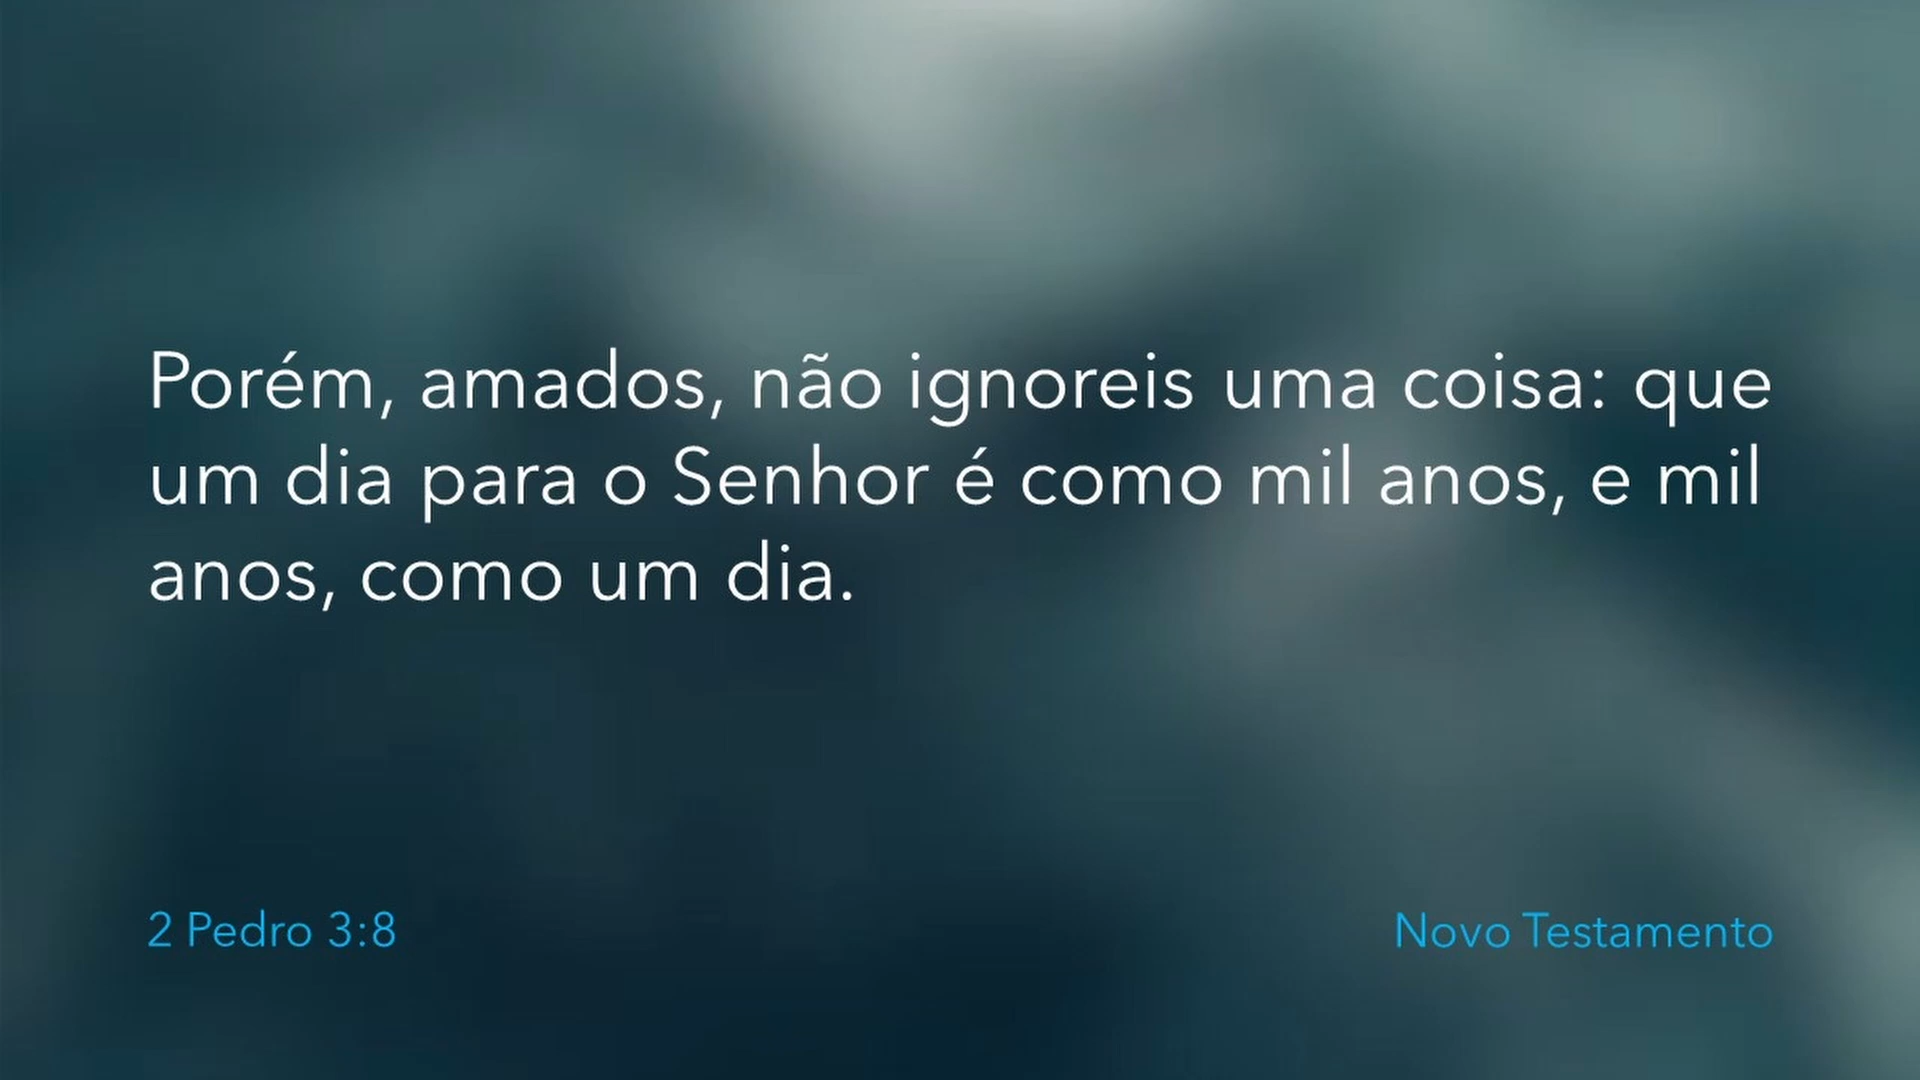 Porém, amados, não ignoreis uma coisa: que
um dia para o Senhor é como mil anos, e mil
anos, como um dia.
2 Pedro 3:8
Novo Testamento